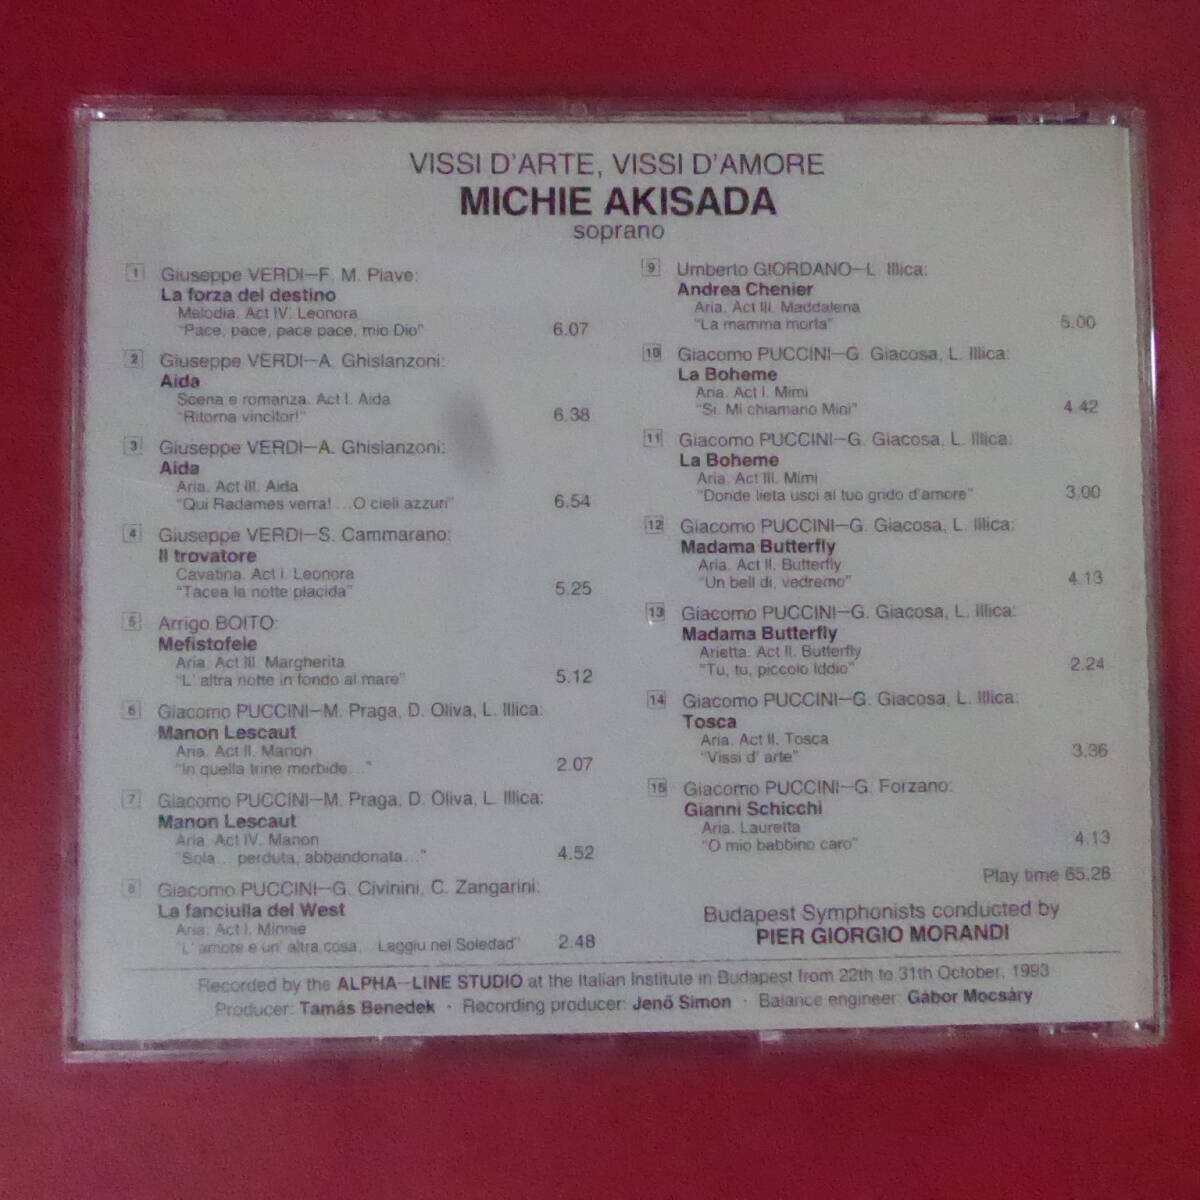 VISSI D'ARTE, VISSI D'AMORE
MICHIE AKISADA
soprano
1 Giuseppe VERDI–F. M. Piave:
La forza del destino
Melodia. Act IV. Leonora
"Pace, pace, pace pace, mio Dio" 6.07
2 Giuseppe VERDI–A. Ghislanzoni:
Aida
Scena e romanza. Act I. Aida
"Ritorna vincitor!" 6.38
3 Giuseppe VERDI–A. Ghislanzoni:
Aida
Aria. Act III. Aida
"Qui Radames verra! ...O cieli azzuri" 6.54
4 Giuseppe VERDI–S. Cammarano:
Il trovatore
Cavatina. Act I. Leonora
"Tacea la notte placida" 5.25
5 Arrigo BOITO:
Mefistofele
Aria. Act III. Margherita
"L' altra notte in fondo al mare" 5.12
6 Giacomo PUCCINI–M. Praga, D. Oliva, L. Illica:
Manon Lescaut
Aria. Act II. Manon
"In quella trine morbide..." 2.07
7 Giacomo PUCCINI–M. Praga, D. Oliva, L. Illica:
Manon Lescaut
Aria. Act IV. Manon
"Sola... perduta, abbandonata..." 4.52
8 Giacomo PUCCINI–G. Civinini, C. Zangarini:
La fanciulla del West
Aria. Act I. Minnie
"L' amore e un' altra cosa... Laggiu nel Soledad" 2.48
9 Umberto GIORDANO–L. Illica:
Andrea Chenier
Aria. Act III. Maddalena
"La mamma morta" 5.00
10 Giacomo PUCCINI–G. Giacosa, L. Illica:
La Boheme
Aria. Act I. Mimi
"Si. Mi chiamano Mini" 4.42
11 Giacomo PUCCINI–G. Giacosa, L. Illica:
La Boheme
Aria. Act III. Mimi
"Donde lieta usci al tuo grido d'amore" 3.00
12 Giacomo PUCCINI–G. Giacosa, L. Illica:
Madama Butterfly
Aria. Act II. Butterfly
"Un bell di, vedremo" 4.13
13 Giacomo PUCCINI–G. Giacosa, L. Illica:
Madama Butterfly
Arietta. Act II. Butterfly
"Tu, tu, piccolo Iddio" 2.24
14 Giacomo PUCCINI–G. Giacosa, L. Illica:
Tosca
Aria. Act II. Tosca
"Vissi d' arte" 3.36
15 Giacomo PUCCINI–G. Forzano:
Gianni Schicchi
Aria. Lauretta
"O mio babbino caro" 4.13
Play time 65.26
Budapest Symphonists conducted by
PIER GIORGIO MORANDI
Recorded by the ALPHA–LINE STUDIO at the Italian Institute in Budapest from 22th to 31th October, 1993
Producer: Tamás Benedek · Recording producer: Jenő Simon · Balance engineer: Gábor Mocsáry